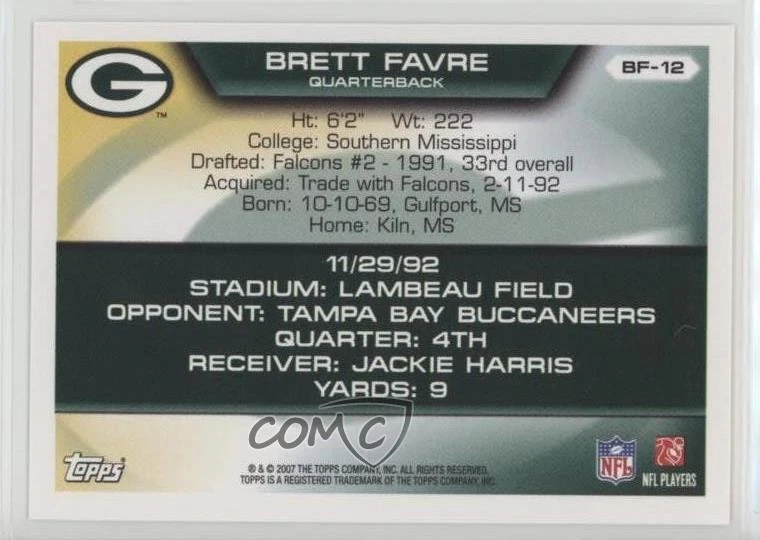 G
TM
BRETT FAVRE
QUARTERBACK
BF-12
Ht: 6'2" Wt: 222
College: Southern Mississippi
Drafted: Falcons #2 - 1991, 33rd overall
Acquired: Trade with Falcons, 2-11-92
Born: 10-10-69, Gulfport, MS
Home: Kiln, MS
11/29/92
STADIUM: LAMBEAU FIELD
OPPONENT: TAMPA BAY BUCCANEERS
QUARTER: 4TH
RECEIVER: JACKIE HARRIS
YARDS: 9
COMC
Topps
® & © 2007 THE TOPPS COMPANY, INC. ALL RIGHTS RESERVED.
TOPPS IS A REGISTERED TRADEMARK OF THE TOPPS COMPANY, INC.
NFL
NFL PLAYERS